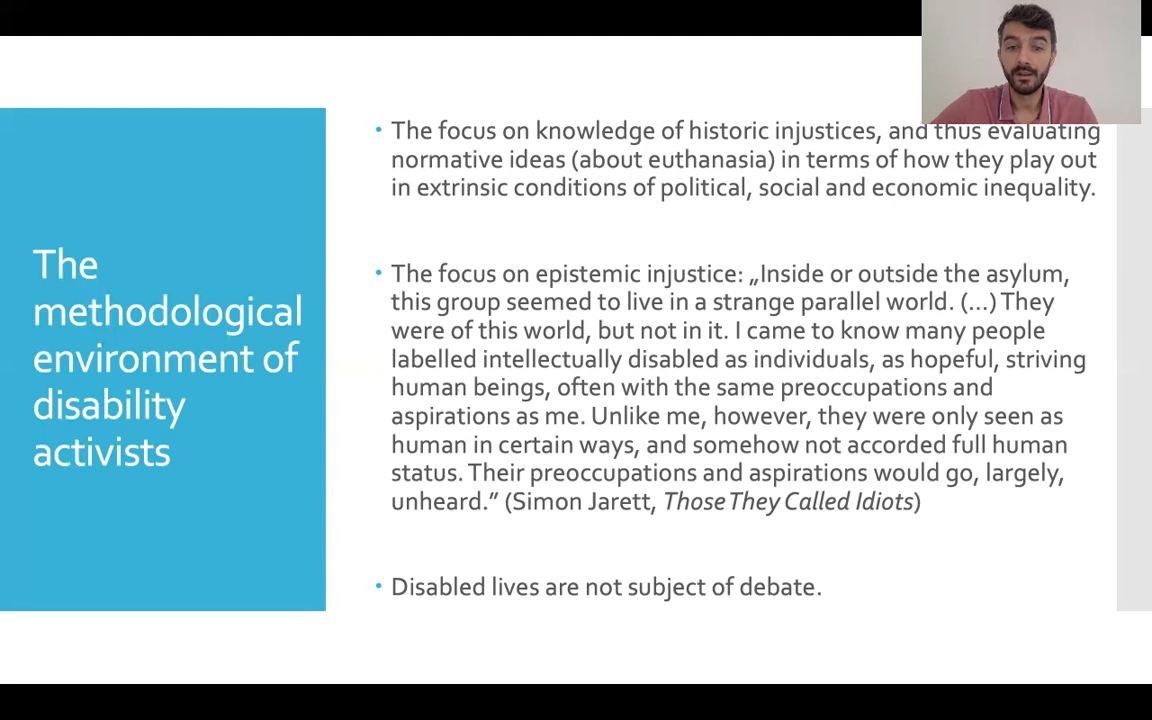 The
methodological
environment of
disability
activists
• The focus on knowledge of historic injustices, and thus evaluating
normative ideas (about euthanasia) in terms of how they play out
in extrinsic conditions of political, social and economic inequality.
• The focus on epistemic injustice: „Inside or outside the asylum,
this group seemed to live in a strange parallel world. (...) They
were of this world, but not in it. I came to know many people
labelled intellectually disabled as individuals, as hopeful, striving
human beings, often with the same preoccupations and
aspirations as me. Unlike me, however, they were only seen as
human in certain ways, and somehow not accorded full human
status. Their preoccupations and aspirations would go, largely,
unheard.” (Simon Jarett, Those They Called Idiots)
• Disabled lives are not subject of debate.